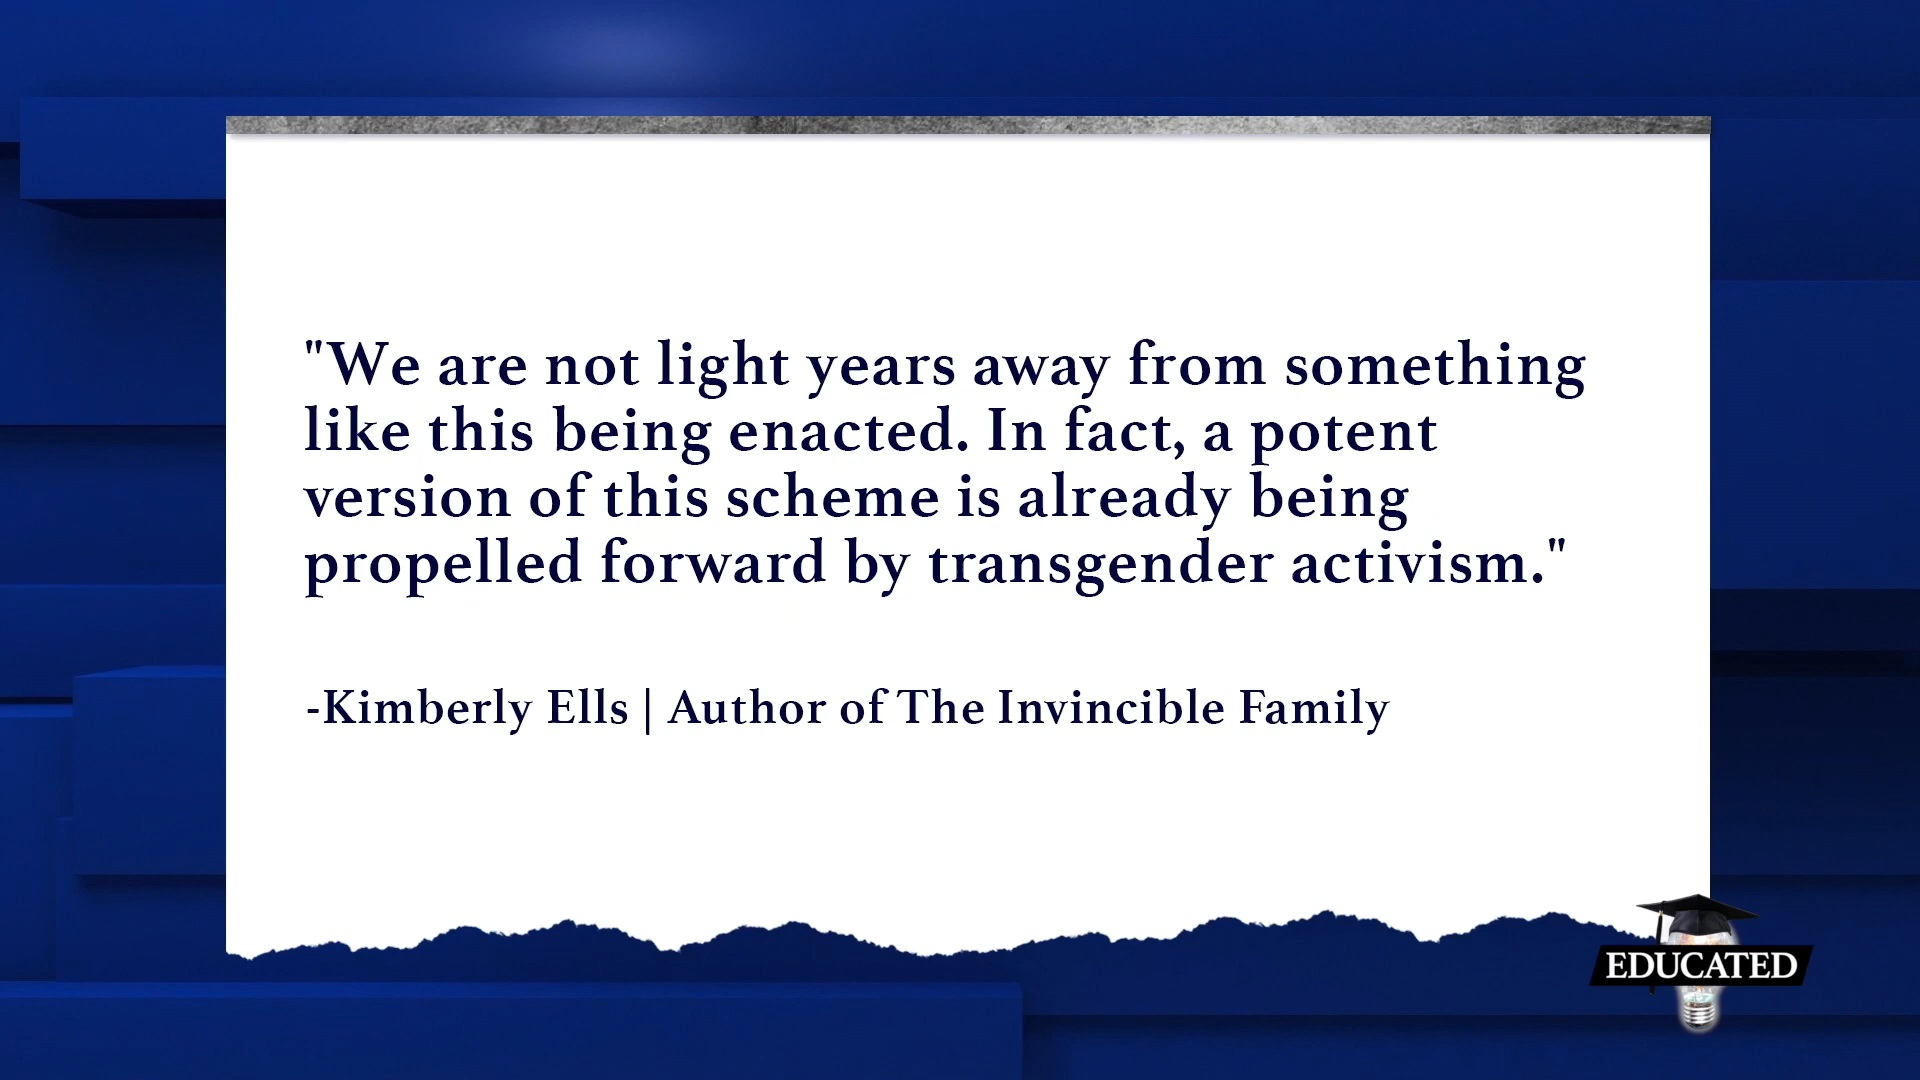 "We are not light years away from something
like this being enacted. In fact, a potent
version of this scheme is already being
propelled forward by transgender activism."
-Kimberly Ells | Author of The Invincible Family
EDUCATED